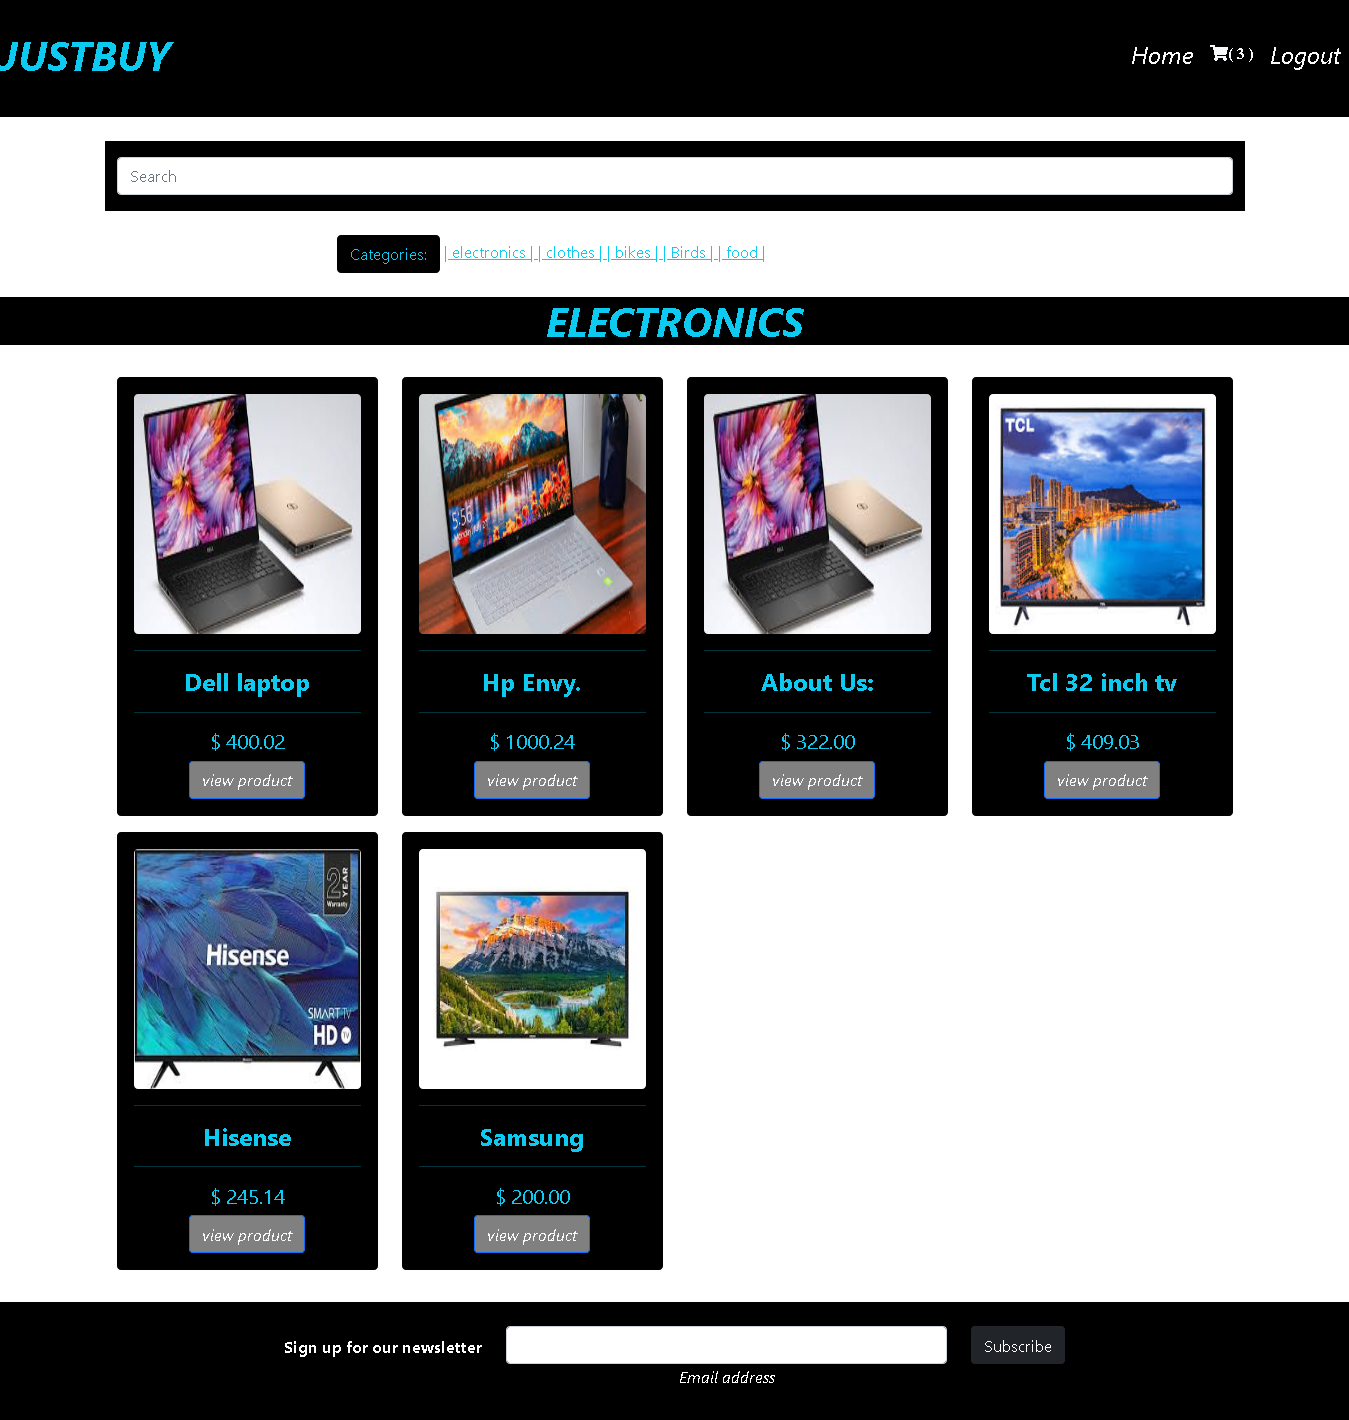 JUSTBUY
Home (3) Logout
Search
Categories: | electronics | | clothes | | bikes | | Birds | | food |
ELECTRONICS
TCL
5:56
Dell laptop
Hp Envy.
About Us:
Tcl 32 inch tv
$ 400.02
$ 1000.24
$ 322.00
$ 409.03
view product
view product
view product
view product
2 YEAR
Warranty
Hisense
SMART TV
HD TV
Hisense
Samsung
$ 245.14
$ 200.00
view product
view product
Sign up for our newsletter
Subscribe
Email address